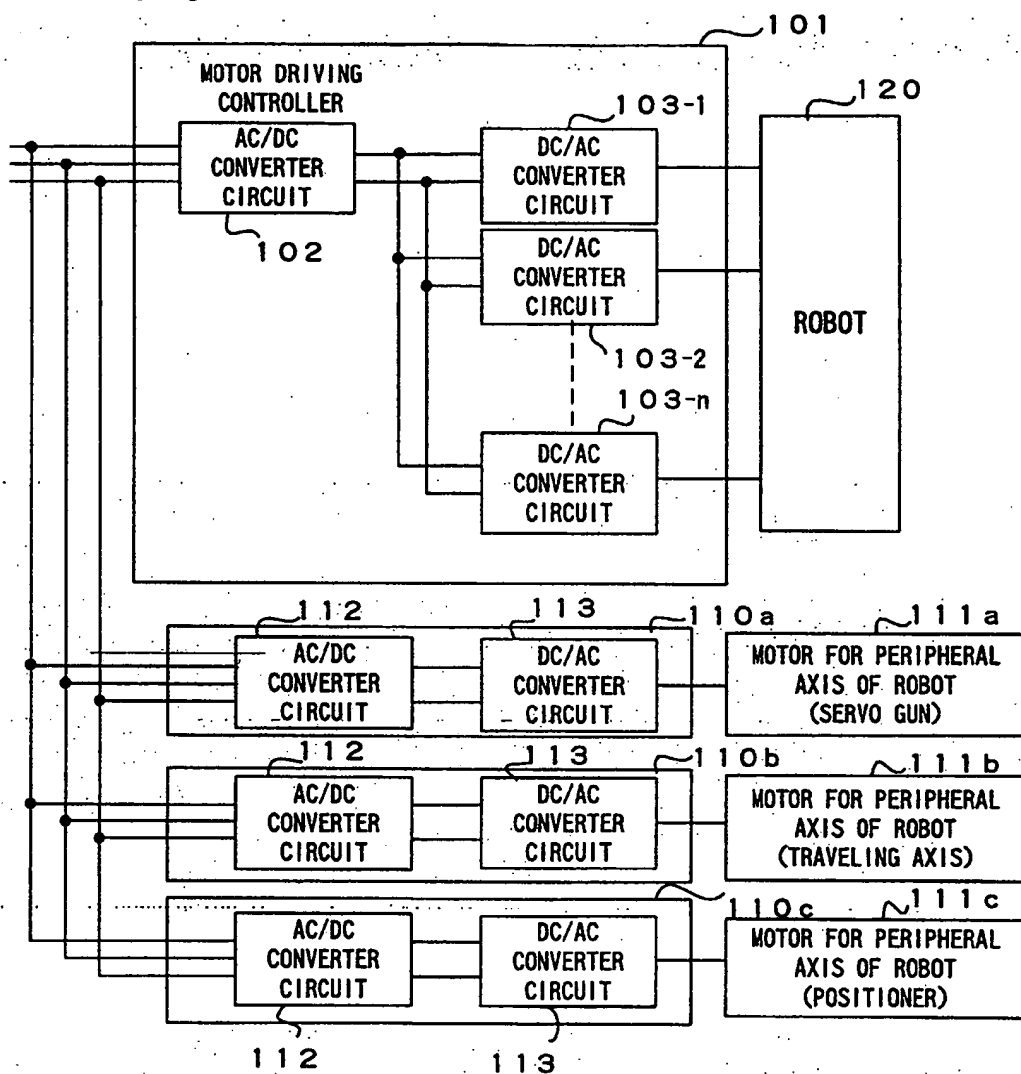 101
MOTOR DRIVING
CONTROLLER
AC/DC
CONVERTER
CIRCUIT
102
103-1
DC/AC
CONVERTER
CIRCUIT
DC/AC
CONVERTER
CIRCUIT
103-2
103-n
DC/AC
CONVERTER
CIRCUIT
120
ROBOT
112
AC/DC
CONVERTER
CIRCUIT
113
DC/AC
CONVERTER
CIRCUIT
110a
111a
MOTOR FOR PERIPHERAL
AXIS OF ROBOT
(SERVO GUN)
112
AC/DC
CONVERTER
CIRCUIT
113
DC/AC
CONVERTER
CIRCUIT
110b
111b
MOTOR FOR PERIPHERAL
AXIS OF ROBOT
(TRAVELING AXIS)
AC/DC
CONVERTER
CIRCUIT
112
DC/AC
CONVERTER
CIRCUIT
113
110c
111c
MOTOR FOR PERIPHERAL
AXIS OF ROBOT
(POSITIONER)